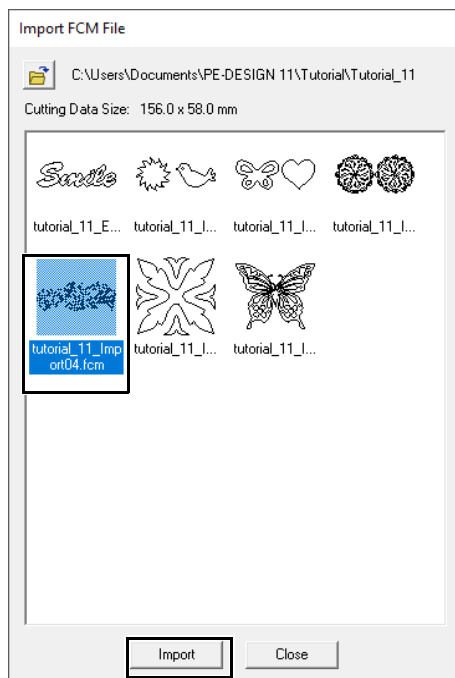 Import FCM File
C:\Users\Documents\PE-DESIGN 11\Tutorial\Tutorial_11
Cutting Data Size: 156.0 x 58.0 mm
Smile
tutorial_11_E... tutorial_11_I... tutorial_11_I... tutorial_11_I...
tutorial_11_Imp tutorial_11_I... tutorial_11_I...
ort04.fcm
Import Close